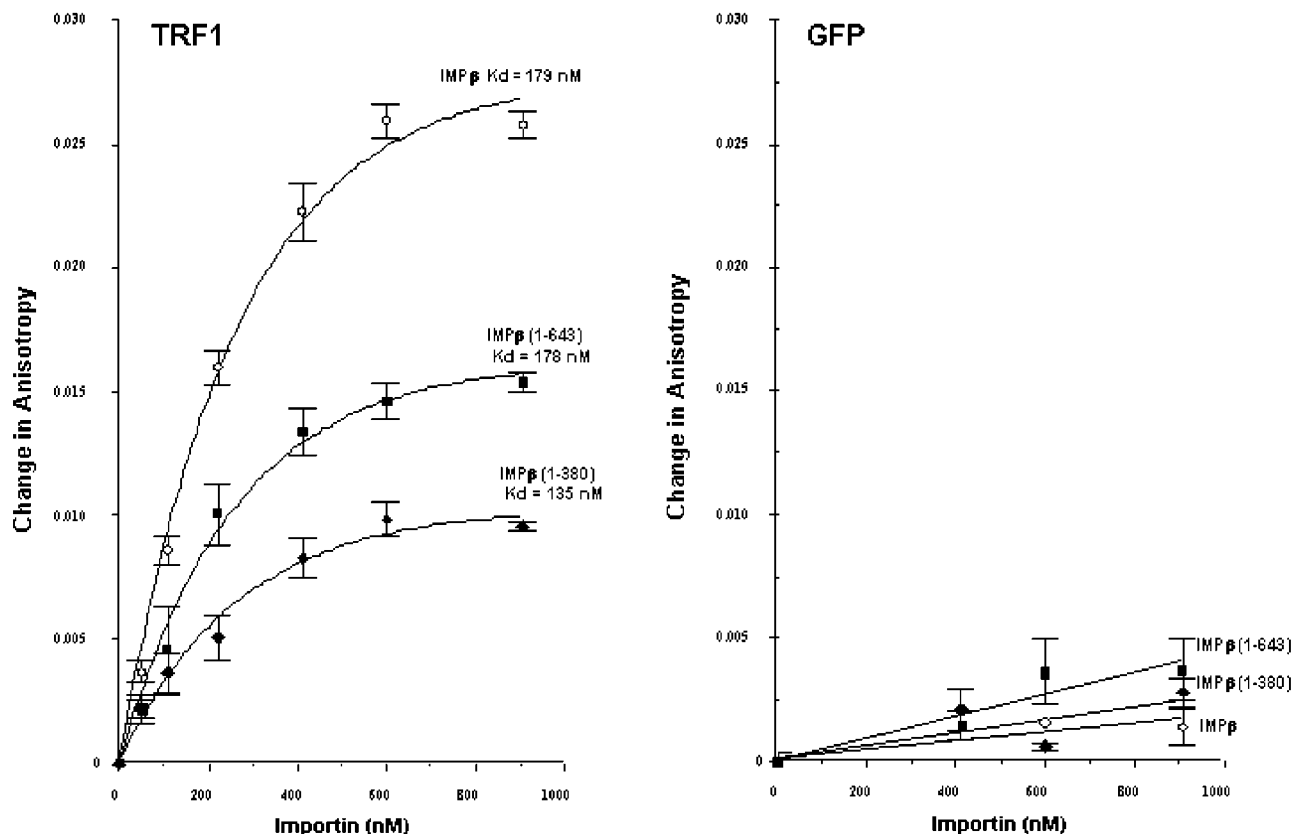 TRF1
0.030
0.025
0.020
0.015
0.010
0.005
0
Change in Anisotropy
IMPβ Kd = 179 nM
IMPβ (1-643)
Kd = 178 nM
IMPβ (1-380)
Kd = 135 nM
0 200 400 600 800 1000
Importin (nM)
GFP
0.030
0.025
0.020
0.015
0.010
0.005
0
Change in Anisotropy
IMPβ (1-643)
IMPβ (1-380)
IMPβ
0 200 400 600 800 1000
Importin (nM)